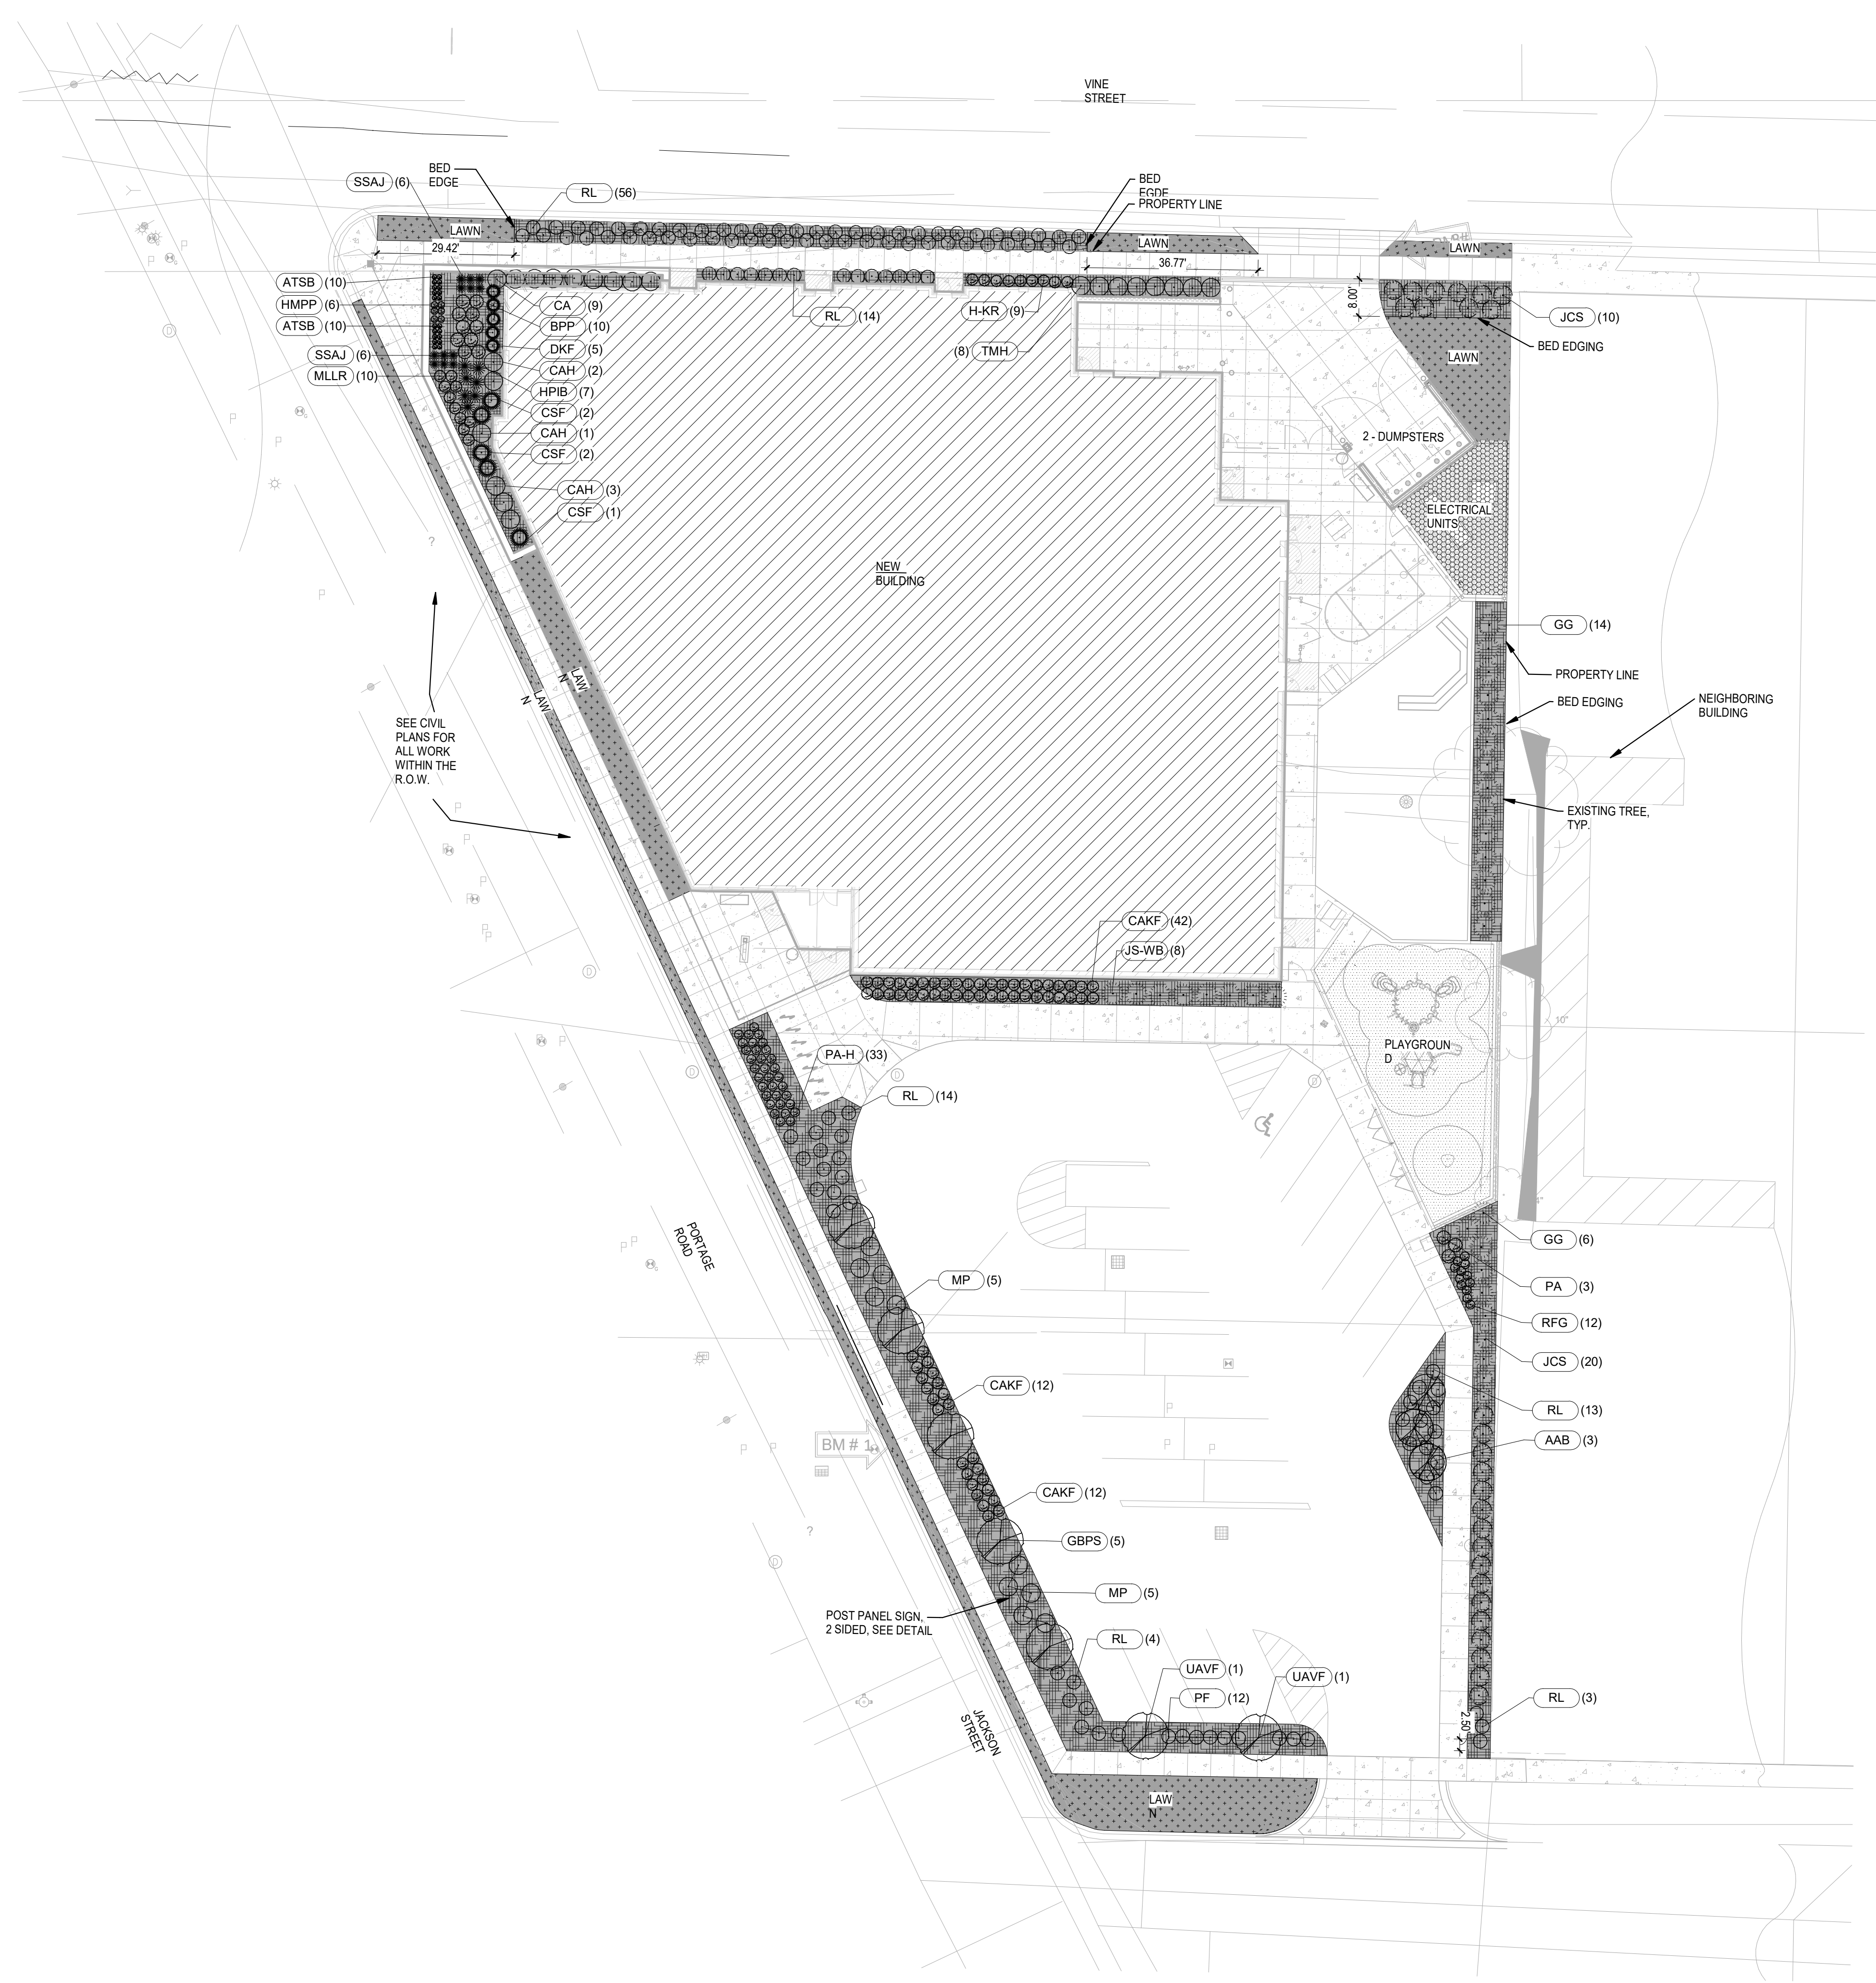 VINE
STREET
BED
EDGE
SSAJ (6)
RL (56)
BED
EGDE
PROPERTY LINE
LAWN
LAWN
LAWN
29.42'
36.77'
8.00'
ATSB (10)
HMPP (6)
ATSB (10)
SSAJ (6)
MLLR (10)
CA (9)
BPP (10)
DKF (5)
CAH (2)
HPIB (7)
CSF (2)
CAH (1)
CSF (2)
CAH (3)
CSF (1)
RL (14)
H-KR (9)
(8) TMH
JCS (10)
BED EDGING
LAWN
2 - DUMPSTERS
ELECTRICAL
UNITS
NEW
BUILDING
GG (14)
PROPERTY LINE
BED EDGING
NEIGHBORING
BUILDING
EXISTING TREE,
TYP.
LAW
N
LAW
N
SEE CIVIL
PLANS FOR
ALL WORK
WITHIN THE
R.O.W.
CAKF (42)
JS-WB (8)
10"
PLAYGROUN
D
PA-H (33)
RL (14)
PORTAGE
ROAD
GG (6)
MP (5)
PA (3)
RFG (12)
JCS (20)
CAKF (12)
RL (13)
AAB (3)
BM # 1
CAKF (12)
GBPS (5)
MP (5)
POST PANEL SIGN,
2 SIDED, SEE DETAIL
RL (4)
UAVF (1)
UAVF (1)
PF (12)
RL (3)
2.50'
JACKSON
STREET
LAW
N